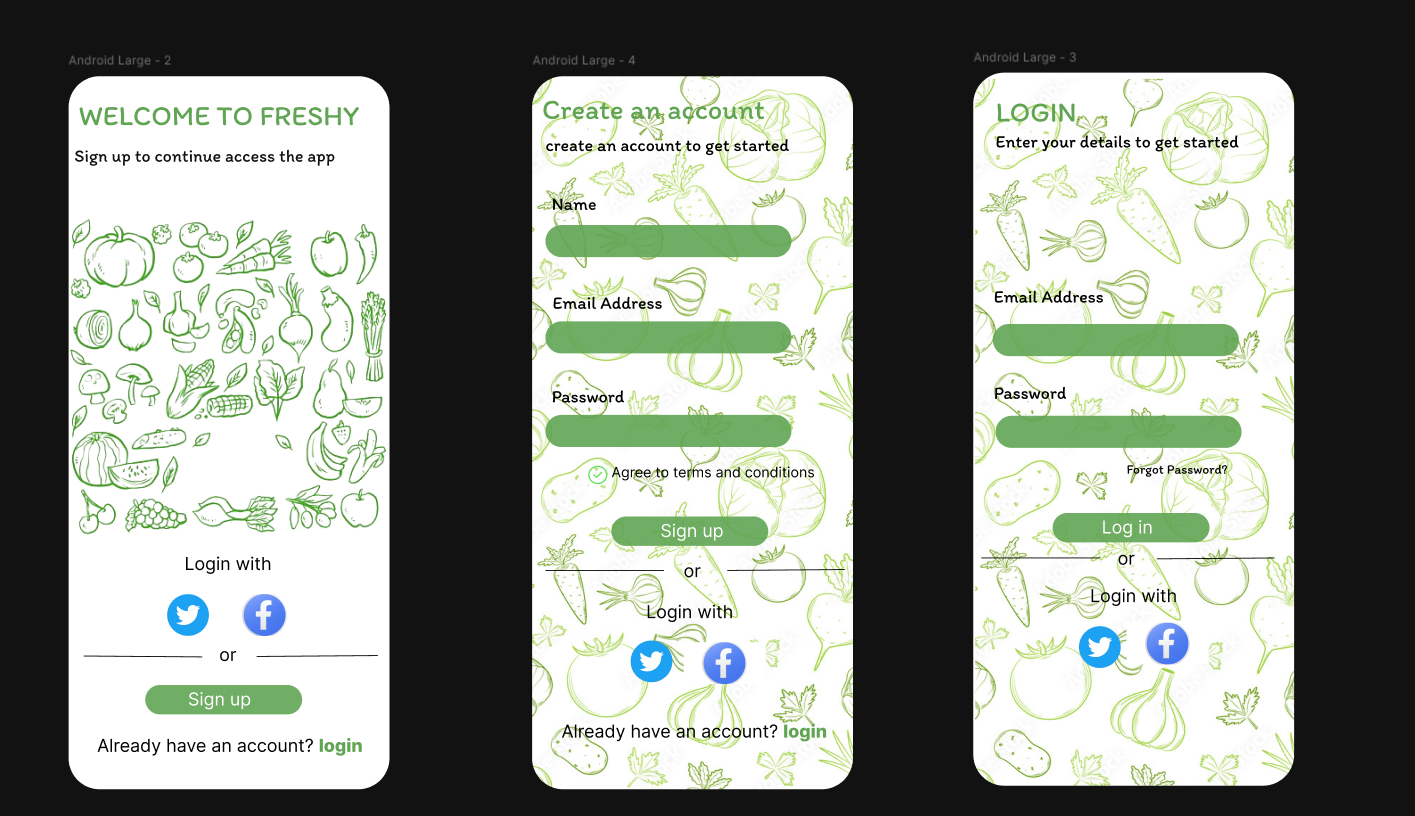 Android Large - 2
WELCOME TO FRESHY
Sign up to continue access the app
Login with
or
Sign up
Already have an account? login
Android Large - 4
Create an account
create an account to get started
Name
Email Address
Password
Agree to terms and conditions
Sign up
or
Login with
Already have an account? login
Android Large - 3
LOGIN
Enter your details to get started
Email Address
Password
Forgot Password?
Log in
or
Login with